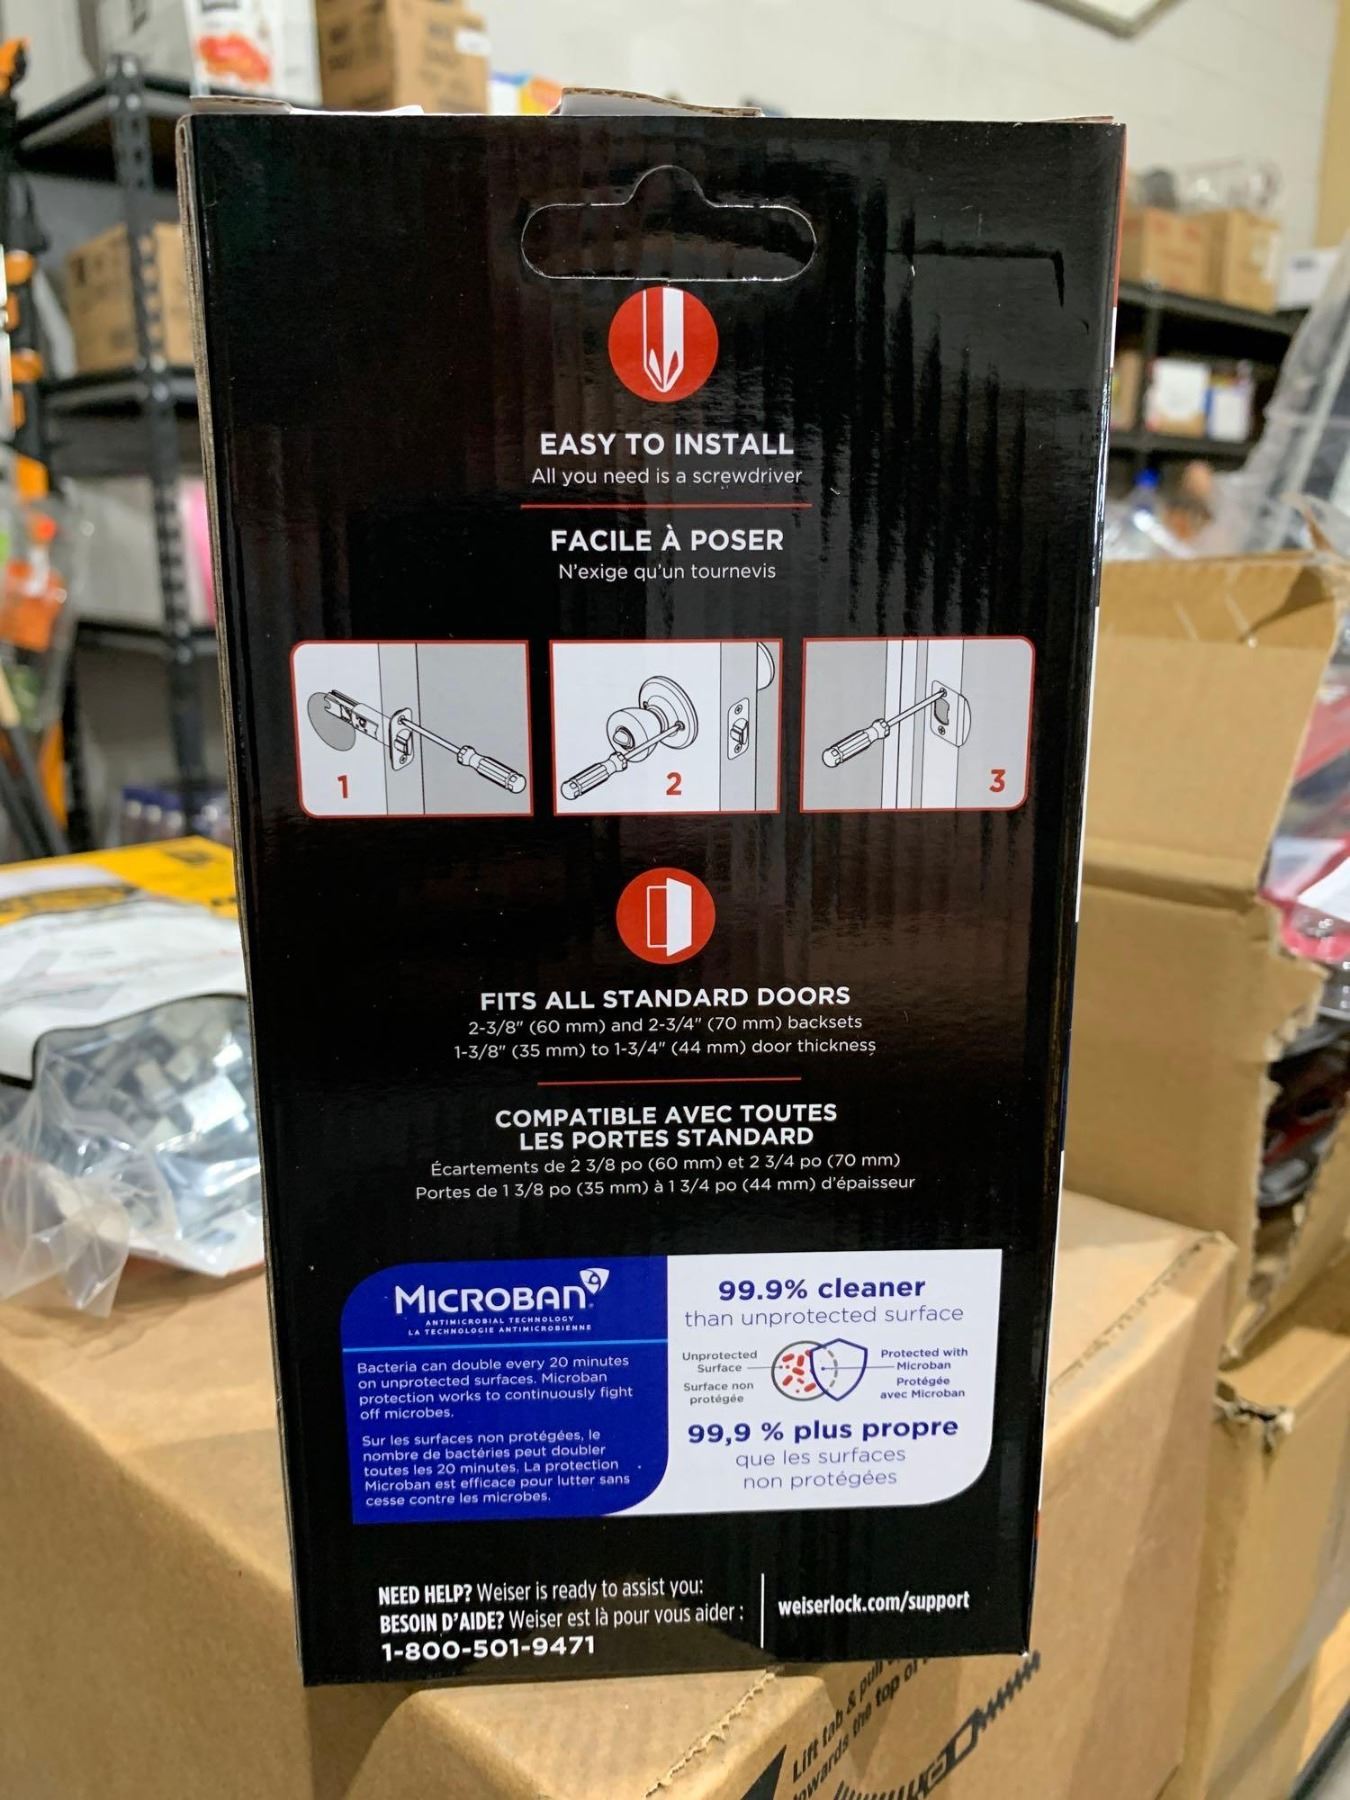 EASY TO INSTALL
All you need is a screwdriver
FACILE À POSER
N'exige qu'un tournevis
1
2
3
FITS ALL STANDARD DOORS
2-3/8" (60 mm) and 2-3/4" (70 mm) backsets
1-3/8" (35 mm) to 1-3/4" (44 mm) door thickness
COMPATIBLE AVEC TOUTES
LES PORTES STANDARD
Écartements de 2 3/8 po (60 mm) et 2 3/4 po (70 mm)
Portes de 1 3/8 po (35 mm) à 1 3/4 po (44 mm) d'épaisseur
MICROBAN®
ANTIMICROBIAL TECHNOLOGY
LA TECHNOLOGIE ANTIMICROBIENNE
Bacteria can double every 20 minutes
on unprotected surfaces. Microban
protection works to continuously fight
off microbes.
Sur les surfaces non protégées, le
nombre de bactéries peut doubler
toutes les 20 minutes. La protection
Microban est efficace pour lutter sans
cesse contre les microbes.
99.9% cleaner
than unprotected surface
Unprotected
Surface
Surface non
protégée
Protected with
Microban
Protégée
avec Microban
99,9 % plus propre
que les surfaces
non protégées
NEED HELP? Weiser is ready to assist you:
BESOIN D'AIDE? Weiser est là pour vous aider :
1-800-501-9471
weiserlock.com/support
Lift tab & pull
the top of